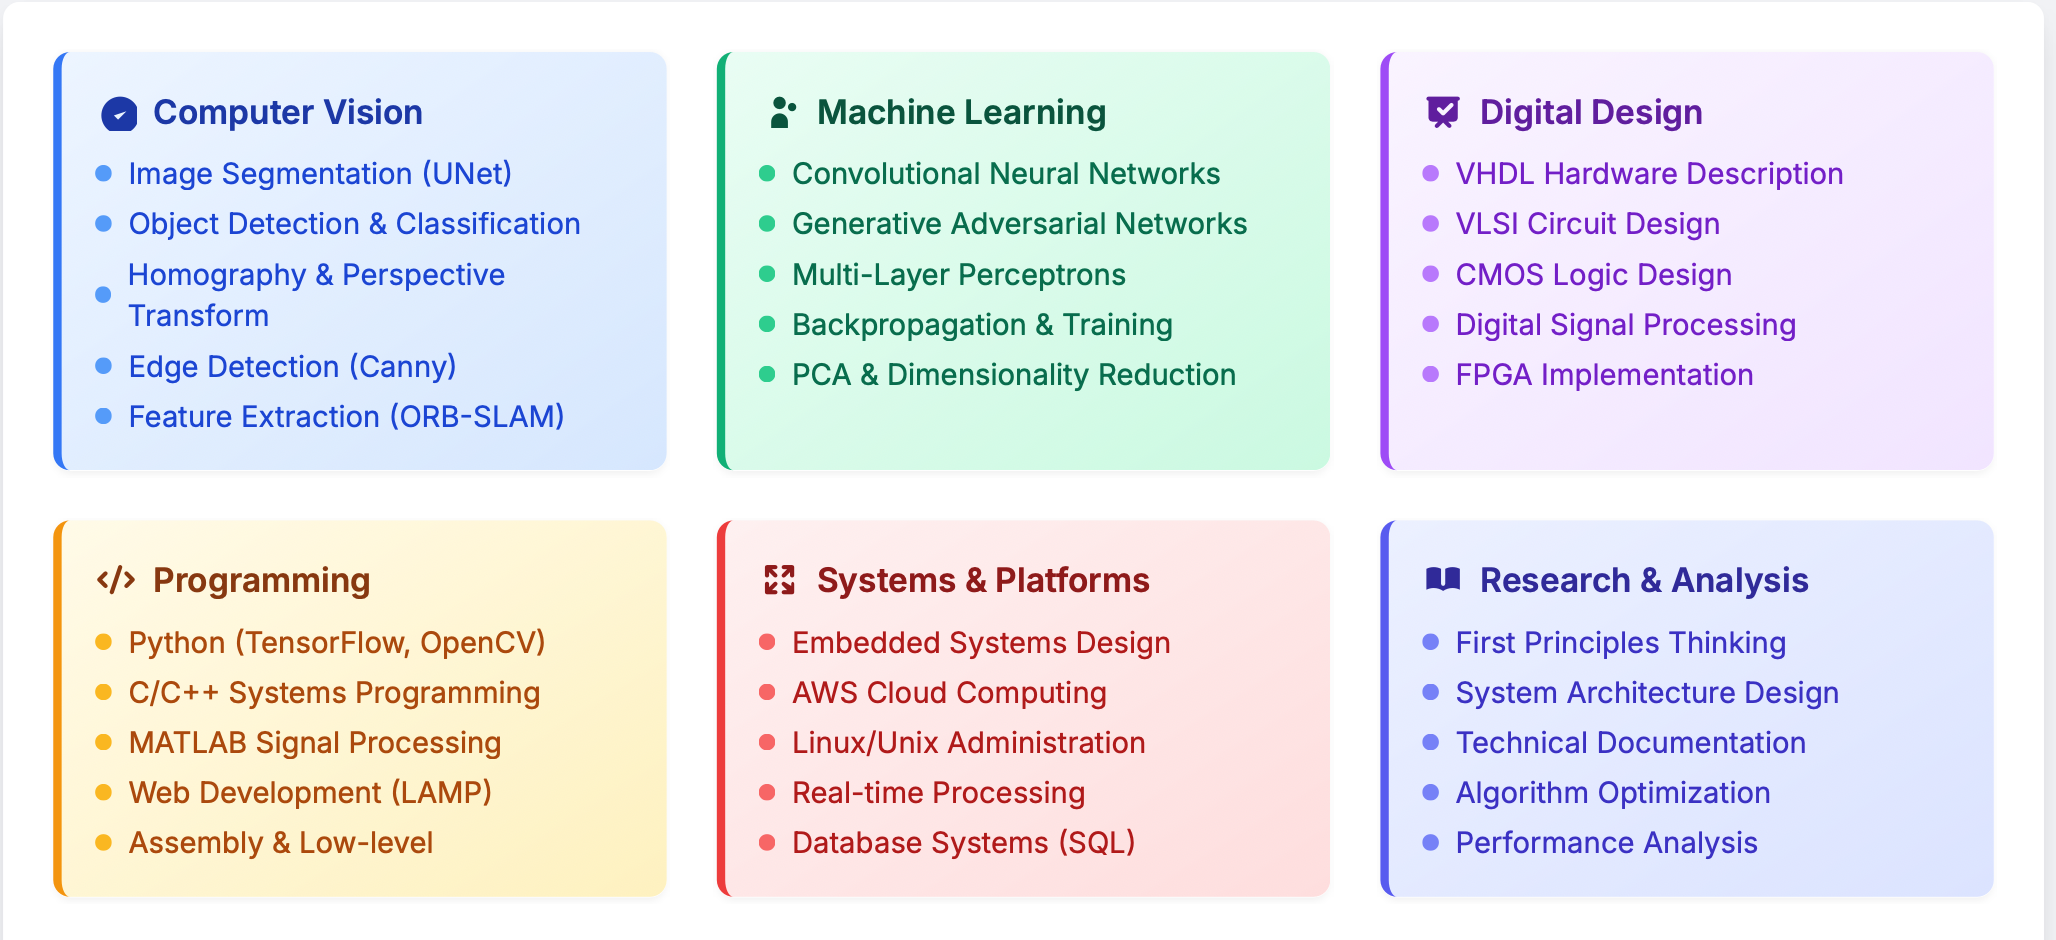 Computer Vision
Image Segmentation (UNet)
Object Detection & Classification
Homography & Perspective
Transform
Edge Detection (Canny)
Feature Extraction (ORB-SLAM)
Machine Learning
Convolutional Neural Networks
Generative Adversarial Networks
Multi-Layer Perceptrons
Backpropagation & Training
PCA & Dimensionality Reduction
Digital Design
VHDL Hardware Description
VLSI Circuit Design
CMOS Logic Design
Digital Signal Processing
FPGA Implementation
Programming
Python (TensorFlow, OpenCV)
C/C++ Systems Programming
MATLAB Signal Processing
Web Development (LAMP)
Assembly & Low-level
Systems & Platforms
Embedded Systems Design
AWS Cloud Computing
Linux/Unix Administration
Real-time Processing
Database Systems (SQL)
Research & Analysis
First Principles Thinking
System Architecture Design
Technical Documentation
Algorithm Optimization
Performance Analysis